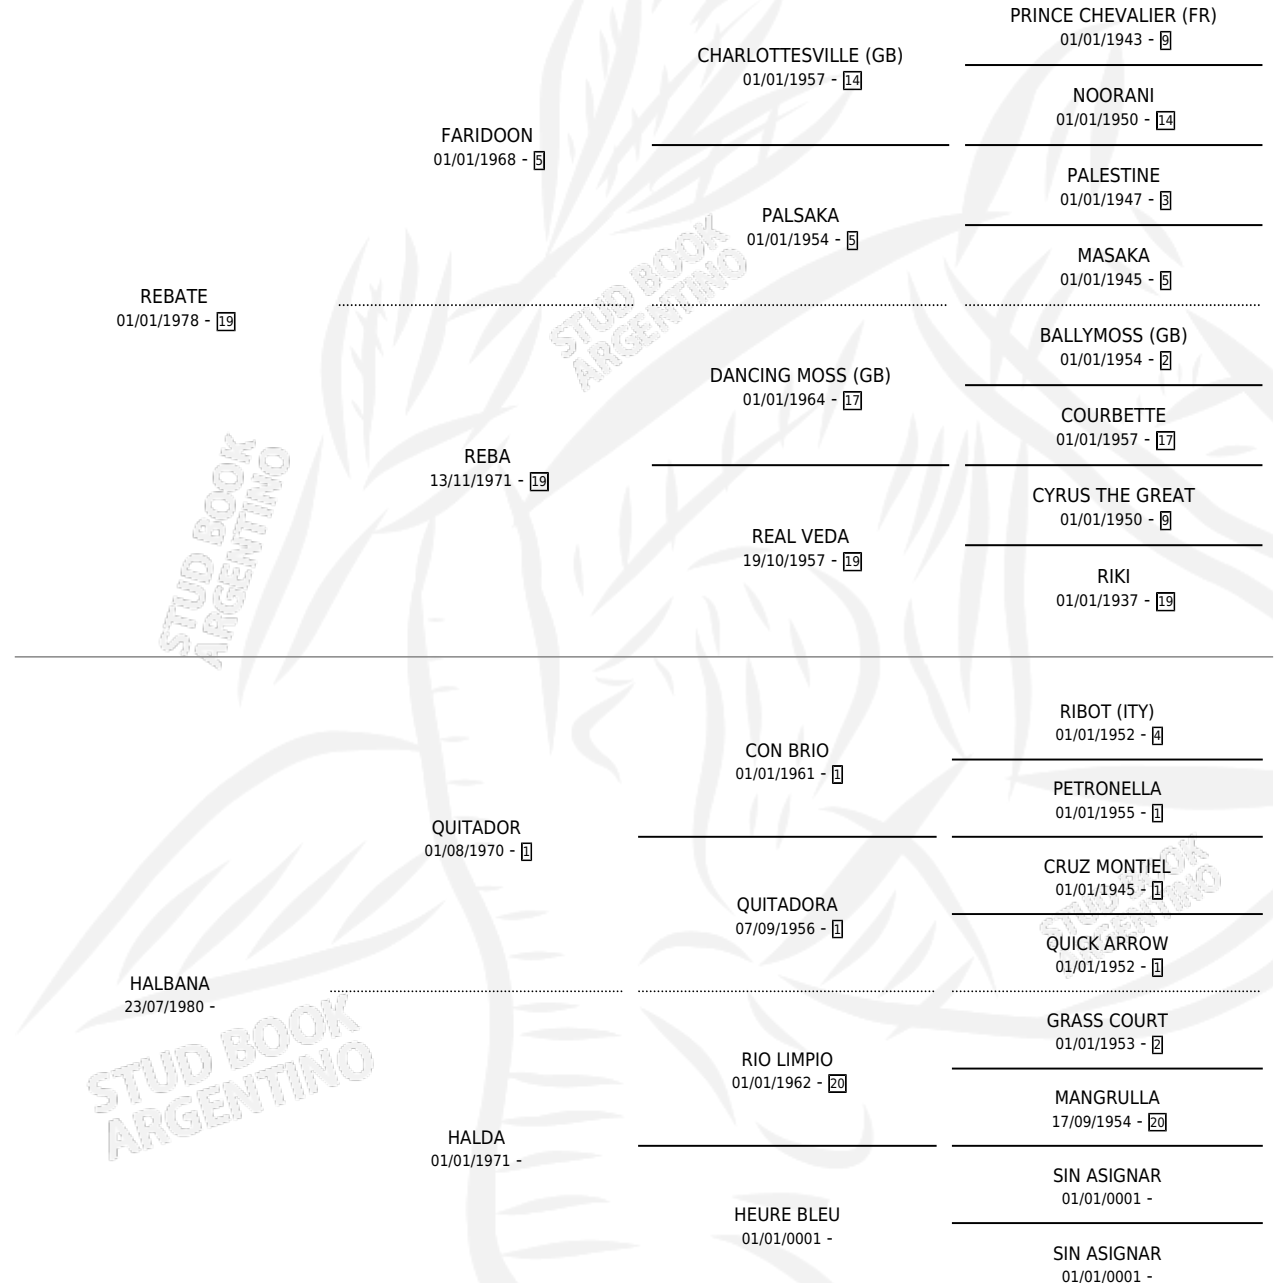 PRINCE CHEVALIER (FR)
01/01/1943 - 9
CHARLOTTESVILLE (GB)
01/01/1957 - 14
NOORANI
01/01/1950 - 14
FARIDOON
01/01/1968 - 5
PALESTINE
01/01/1947 - 3
PALSAKA
01/01/1954 - 5
MASAKA
01/01/1945 - 5
REBATE
01/01/1978 - 19
STUD BOOK
ARGENTINO
BALLYMOSS (GB)
01/01/1954 - 2
DANCING MOSS (GB)
01/01/1964 - 17
COURBETTE
01/01/1957 - 17
REBA
13/11/1971 - 19
CYRUS THE GREAT
01/01/1950 - 9
REAL VEDA
19/10/1957 - 19
RIKI
01/01/1937 - 19
STUD BOOK
ARGENTINO
RIBOT (ITY)
01/01/1952 - 4
CON BRIO
01/01/1961 - 1
PETRONELLA
01/01/1955 - 1
QUITADOR
01/08/1970 - 1
CRUZ MONTIEL
01/01/1945 - 1
QUITADORA
07/09/1956 - 1
QUICK ARROW
01/01/1952 - 1
STUD BOOK
ARGENTINO
HALBANA
23/07/1980 -
GRASS COURT
01/01/1953 - 2
RIO LIMPIO
01/01/1962 - 20
MANGRULLA
17/09/1954 - 20
STUD BOOK
ARGENTINO
HALDA
01/01/1971 -
SIN ASIGNAR
01/01/0001 -
HEURE BLEU
01/01/0001 -
SIN ASIGNAR
01/01/0001 -